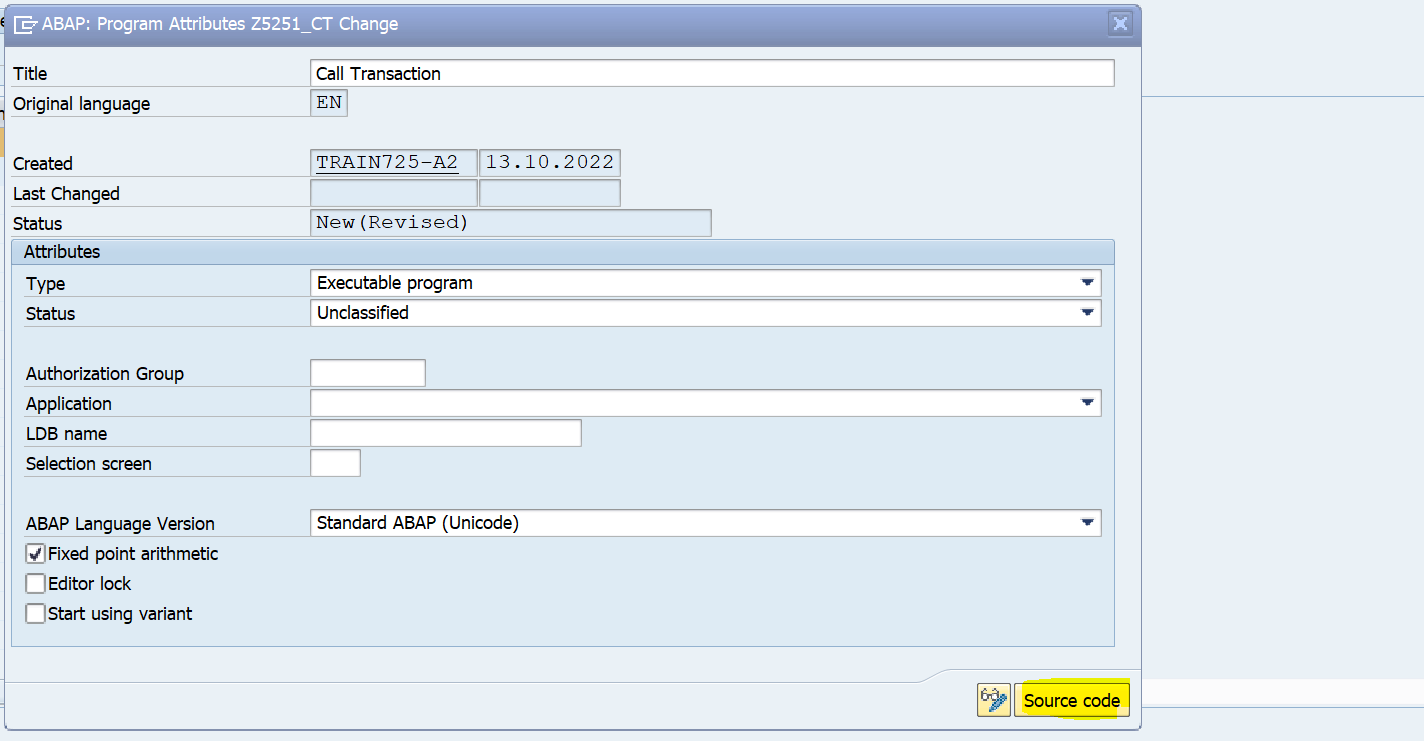 ABAP: Program Attributes Z5251_CT Change
Title Call Transaction
Original language EN
Created TRAIN725-A2 13.10.2022
Last Changed
Status New(Revised)
Attributes
Type Executable program
Status Unclassified
Authorization Group
Application
LDB name
Selection screen
ABAP Language Version Standard ABAP (Unicode)
Fixed point arithmetic
Editor lock
Start using variant
Source code